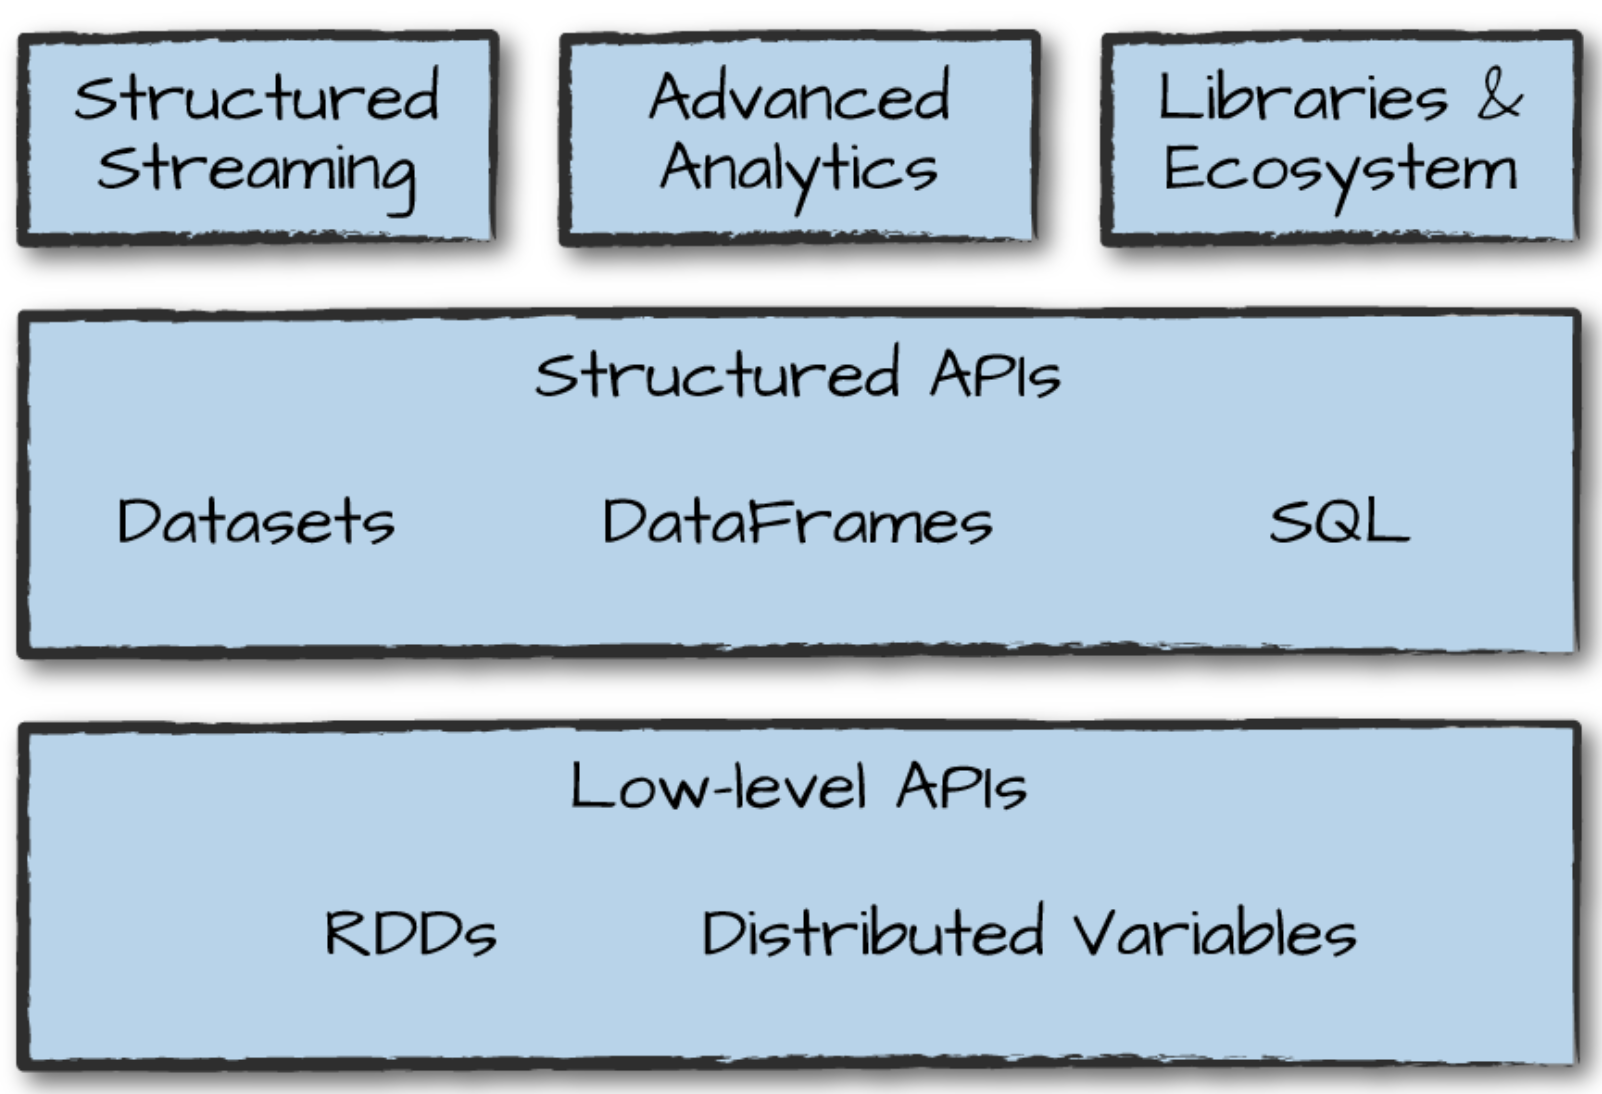 Structured
Streaming
Advanced
Analytics
Libraries &
Ecosystem
Structured APIs
Datasets DataFrames SQL
Low-level APIs
RDDs Distributed Variables